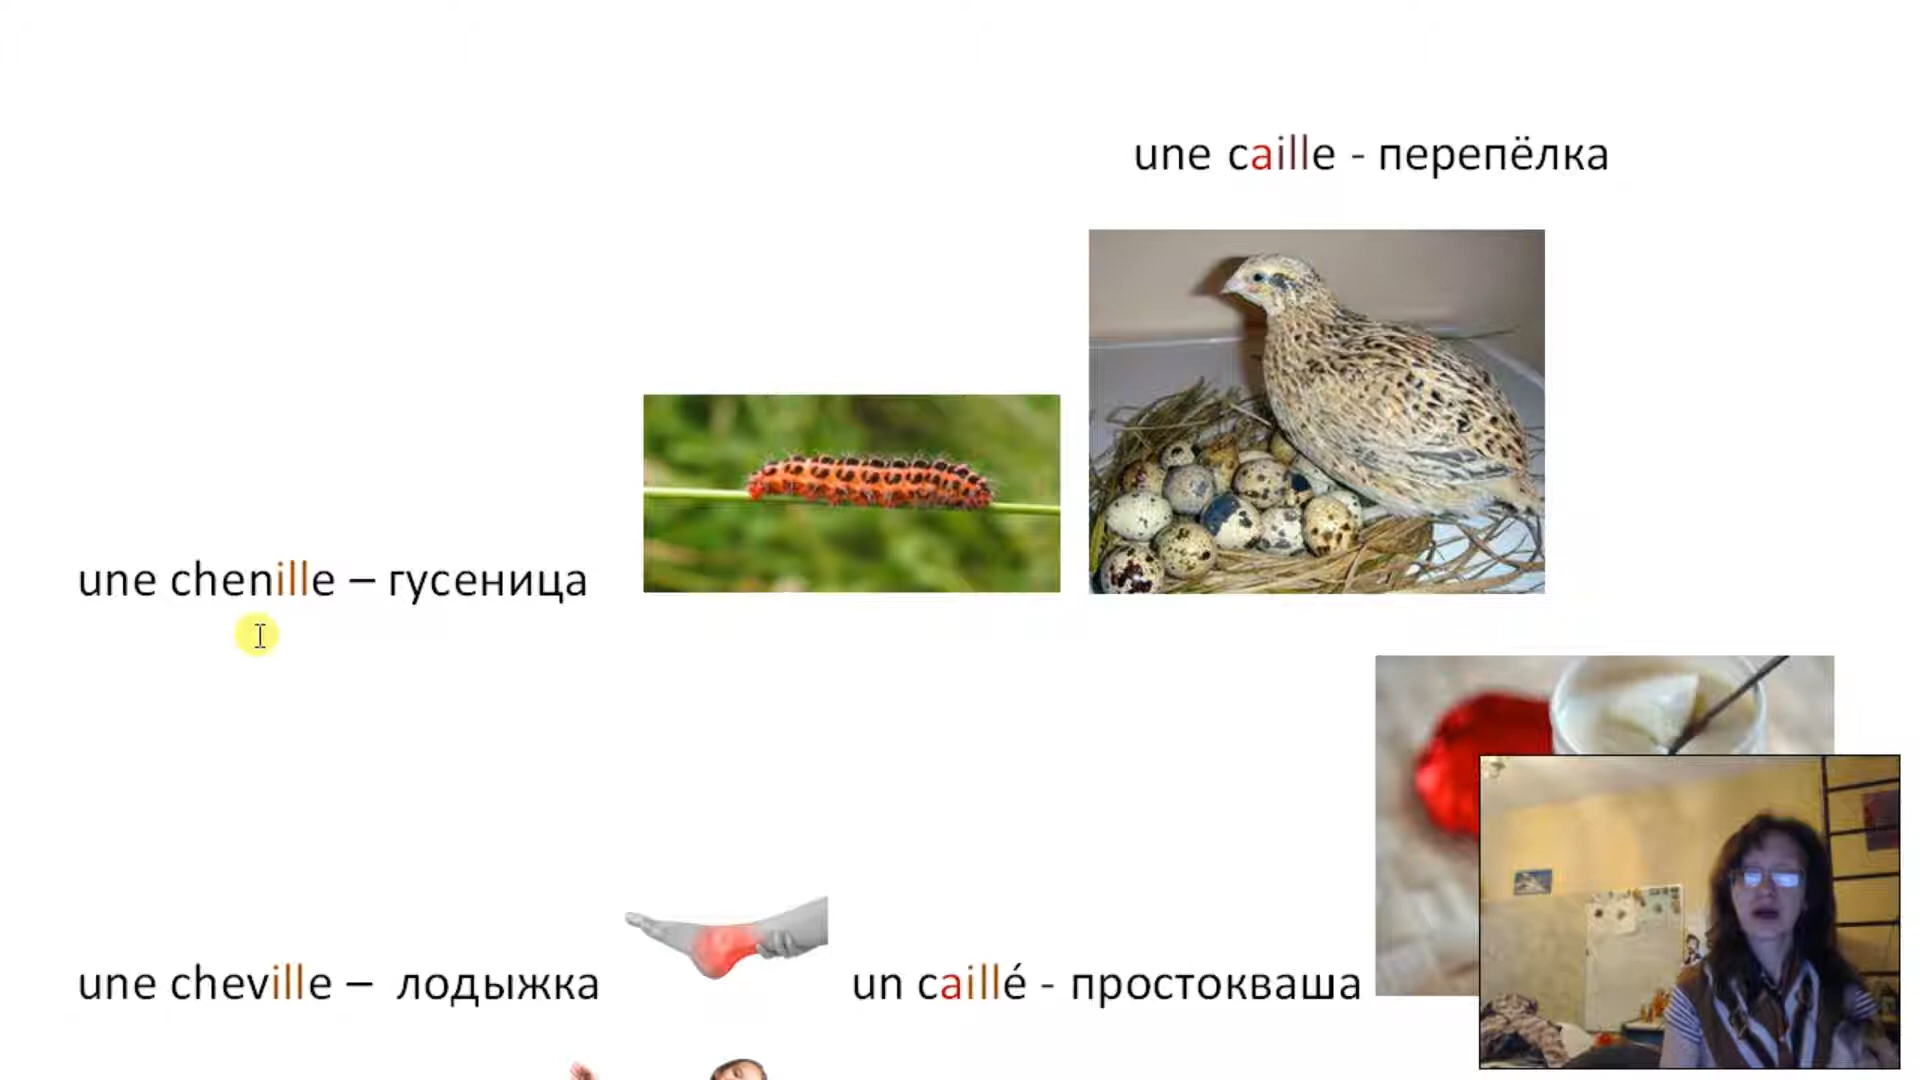 une caille - перепёлка
une chenille – гусеница
une cheville – лодыжка
un caillé - простокваша